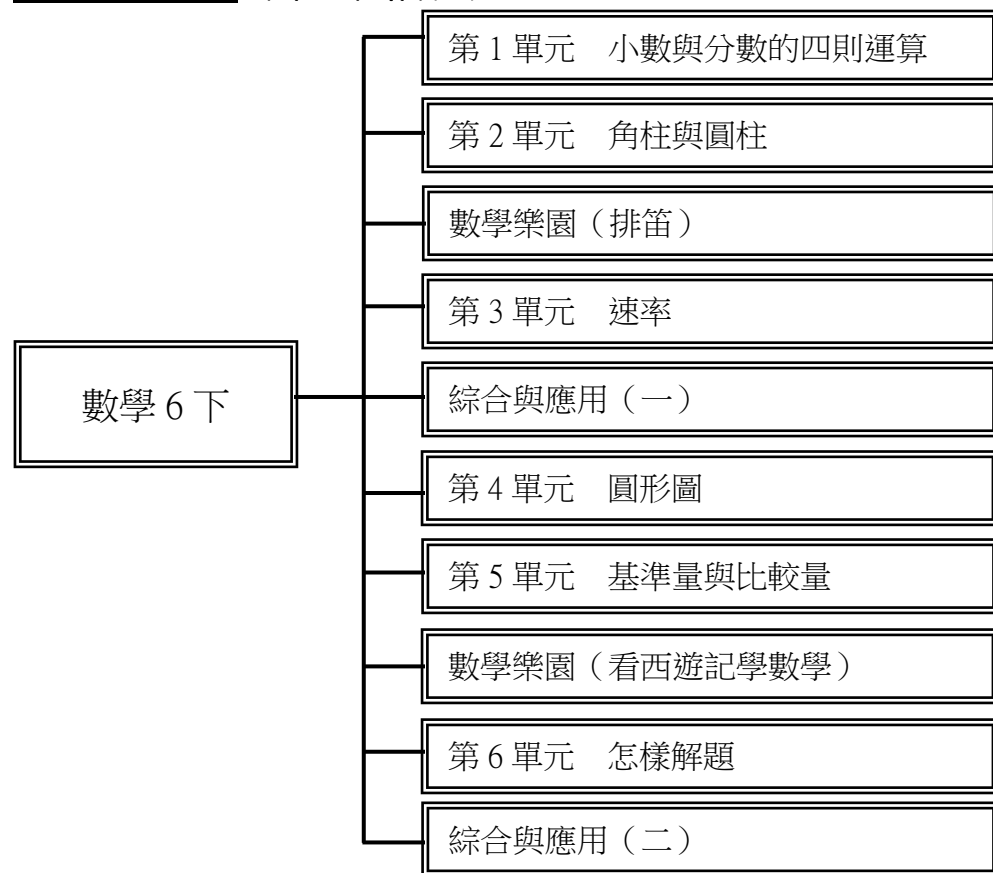 第 1 單元　小數與分數的四則運算
第 2 單元　角柱與圓柱
數學樂園（排笛）
第 3 單元　速率
數學 6 下
綜合與應用（一）
第 4 單元　圓形圖
第 5 單元　基準量與比較量
數學樂園（看西遊記學數學）
第 6 單元　怎樣解題
綜合與應用（二）